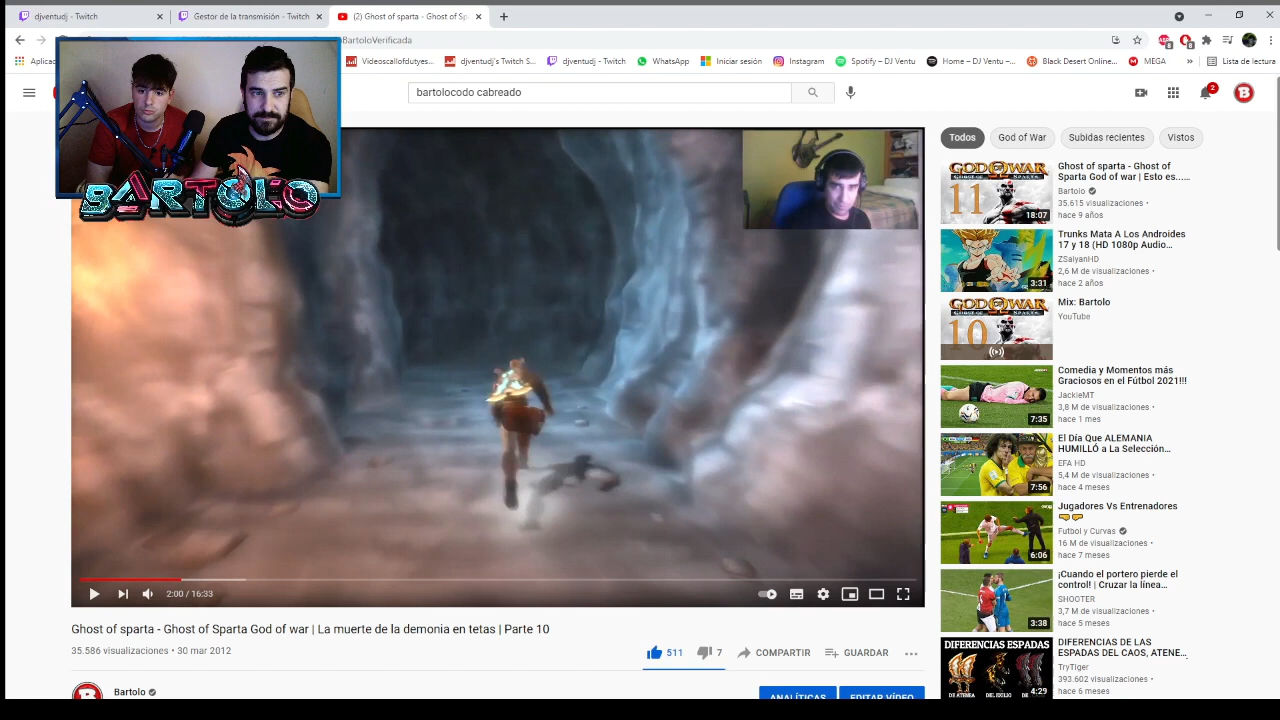 djventudj - Twitch
Gestor de la transmisión - Twitch
(2) Ghost of sparta - Ghost of Sp
BartoloVerificada
Aplicac
Videoscallofdutyes...
djventudj's Twitch S...
djventudj - Twitch
WhatsApp
Iniciar sesión
Instagram
Spotify – DJ Ventu
Home – DJ Ventu –...
Black Desert Online...
MEGA
»
Lista de lectura
bartolocodo cabreado
2
BARTOLO
Todos
God of War
Subidas recientes
Vistos
GOD OF WAR
11
18:07
Ghost of sparta - Ghost of
Sparta God of war | Esto es......
Bartolo
35.615 visualizaciones •
hace 9 años
3:31
Trunks Mata A Los Androides
17 y 18 (HD 1080p Audio...
ZSaiyanHD
2,6 M de visualizaciones •
hace 2 años
GOD OF WAR
10
Mix: Bartolo
YouTube
7:35
Comedia y Momentos más
Graciosos en el Fútbol 2021!!!
JackieMT
3,8 M de visualizaciones •
hace 1 mes
7:56
El Día Que ALEMANIA
HUMILLÓ a La Selección...
EFA HD
5,4 M de visualizaciones •
hace 4 meses
6:06
Jugadores Vs Entrenadores
Futbol y Curvas
16 M de visualizaciones •
hace 7 meses
3:38
¡Cuando el portero pierde el
control! | Cruzar la línea...
SHOOTER
3,7 M de visualizaciones •
hace 5 meses
DIFERENCIAS ESPADAS
DE ATENEA
DEL EXILIO
4:29
DIFERENCIAS DE LAS
ESPADAS DEL CAOS, ATENE...
TryTiger
393.602 visualizaciones •
hace 6 meses
2:00 / 16:33
Ghost of sparta - Ghost of Sparta God of war | La muerte de la demonia en tetas | Parte 10
35.586 visualizaciones • 30 mar 2012
511
7
COMPARTIR
GUARDAR
Bartolo
ANALÍTICAS
EDITAR VÍDEO